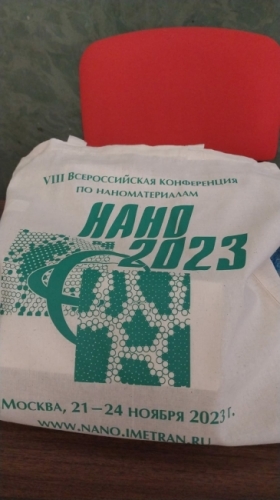 VIII Всероссийская конференция
по наноматериалам
НАНО
2023
Москва, 21–24 ноября 2023 г.
WWW.NANO.IMETRAN.RU